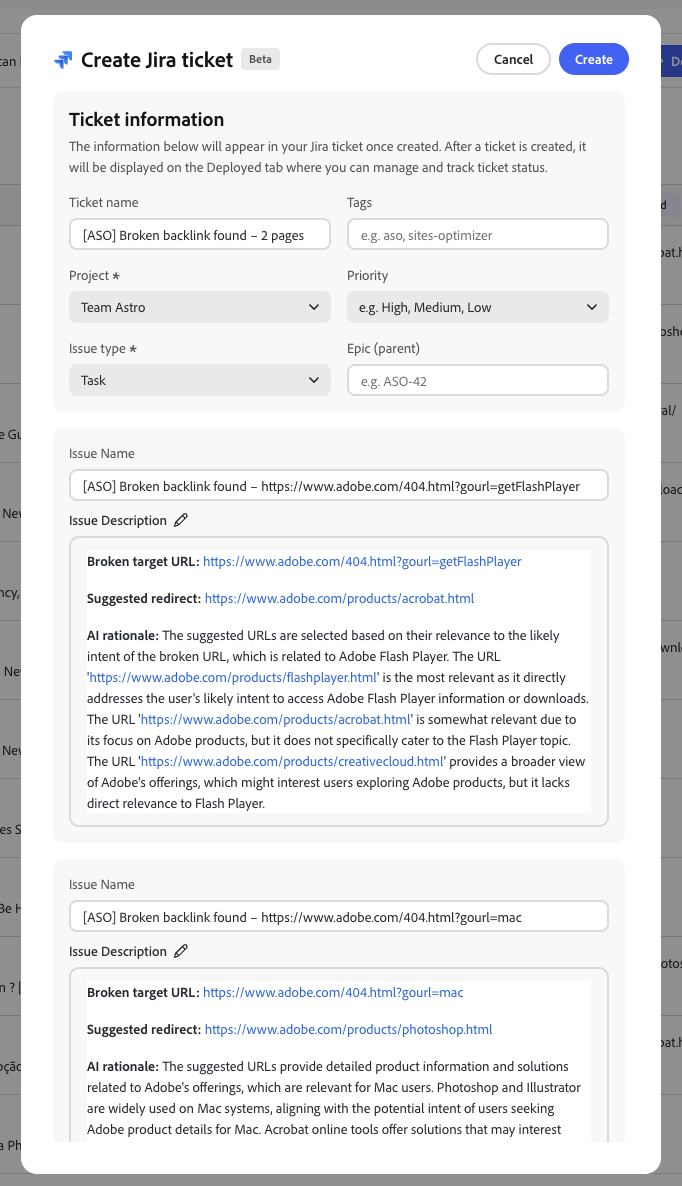 Create Jira ticket
Beta
Cancel
Create
Ticket information
The information below will appear in your Jira ticket once created. After a ticket is created, it
will be displayed on the Deployed tab where you can manage and track ticket status.
Ticket name
Tags
[ASO] Broken backlink found – 2 pages
e.g. aso, sites-optimizer
Project *
Priority
Team Astro
e.g. High, Medium, Low
Issue type *
Epic (parent)
Task
e.g. ASO-42
Issue Name
[ASO] Broken backlink found – https://www.adobe.com/404.html?gourl=getFlashPlayer
Issue Description
Broken target URL: https://www.adobe.com/404.html?gourl=getFlashPlayer
Suggested redirect: https://www.adobe.com/products/acrobat.html
AI rationale: The suggested URLs are selected based on their relevance to the likely
intent of the broken URL, which is related to Adobe Flash Player. The URL
'https://www.adobe.com/products/flashplayer.html' is the most relevant as it directly
addresses the user's likely intent to access Adobe Flash Player information or downloads.
The URL 'https://www.adobe.com/products/acrobat.html' is somewhat relevant due to
its focus on Adobe products, but it does not specifically cater to the Flash Player topic.
The URL 'https://www.adobe.com/products/creativecloud.html' provides a broader view
of Adobe's offerings, which might interest users exploring Adobe products, but it lacks
direct relevance to Flash Player.
Issue Name
[ASO] Broken backlink found – https://www.adobe.com/404.html?gourl=mac
Issue Description
Broken target URL: https://www.adobe.com/404.html?gourl=mac
Suggested redirect: https://www.adobe.com/products/photoshop.html
AI rationale: The suggested URLs provide detailed product information and solutions
related to Adobe's offerings, which are relevant for Mac users. Photoshop and Illustrator
are widely used on Mac systems, aligning with the potential intent of users seeking
Adobe product details for Mac. Acrobat online tools offer solutions that may interest